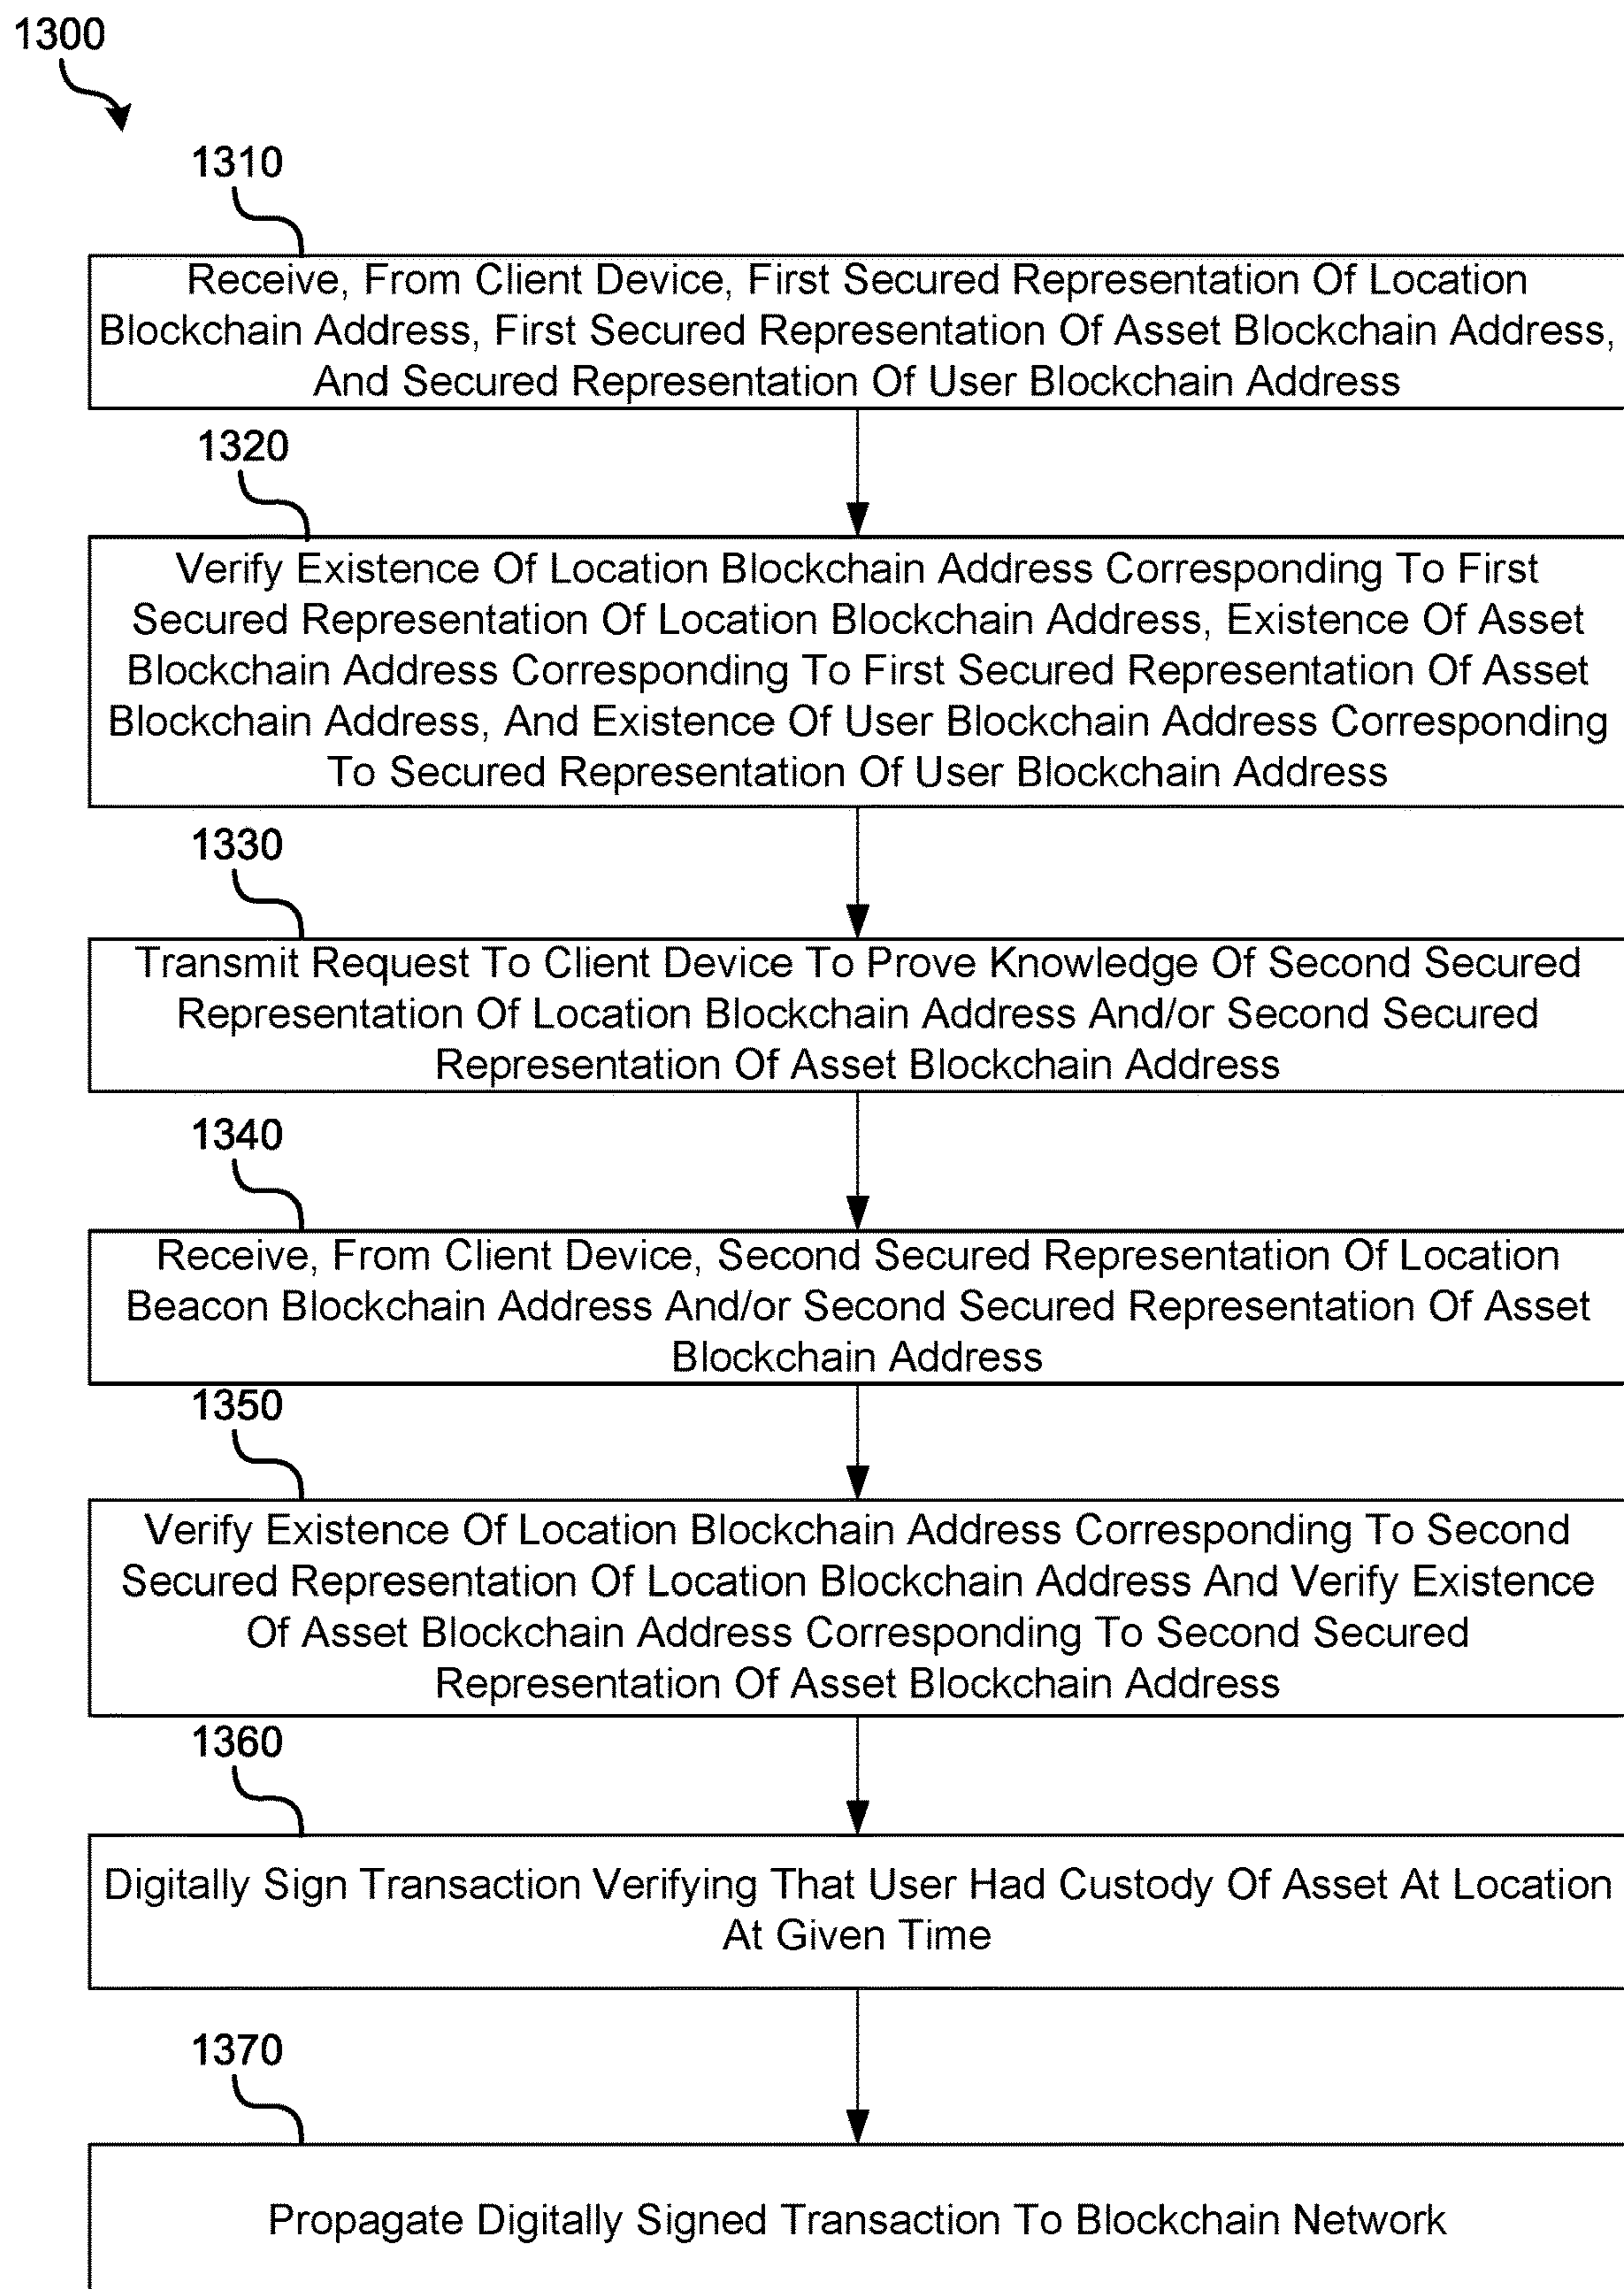 1300
1310
Receive, From Client Device, First Secured Representation Of Location
Blockchain Address, First Secured Representation Of Asset Blockchain Address,
And Secured Representation Of User Blockchain Address
1320
Verify Existence Of Location Blockchain Address Corresponding To First
Secured Representation Of Location Blockchain Address, Existence Of Asset
Blockchain Address Corresponding To First Secured Representation Of Asset
Blockchain Address, And Existence Of User Blockchain Address Corresponding
To Secured Representation Of User Blockchain Address
1330
Transmit Request To Client Device To Prove Knowledge Of Second Secured
Representation Of Location Blockchain Address And/or Second Secured
Representation Of Asset Blockchain Address
1340
Receive, From Client Device, Second Secured Representation Of Location
Beacon Blockchain Address And/or Second Secured Representation Of Asset
Blockchain Address
1350
Verify Existence Of Location Blockchain Address Corresponding To Second
Secured Representation Of Location Blockchain Address And Verify Existence
Of Asset Blockchain Address Corresponding To Second Secured
Representation Of Asset Blockchain Address
1360
Digitally Sign Transaction Verifying That User Had Custody Of Asset At Location
At Given Time
1370
Propagate Digitally Signed Transaction To Blockchain Network